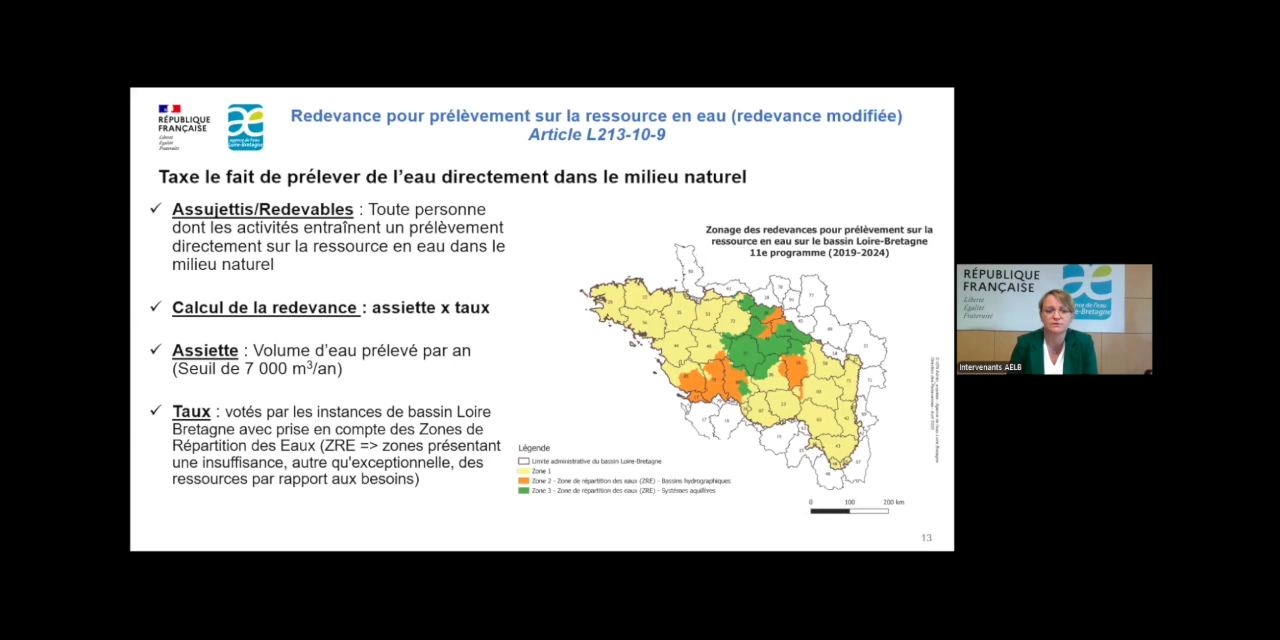 RÉPUBLIQUE
FRANÇAISE
Liberté
Égalité
Fraternité
agence de l'eau
Loire-Bretagne
Redevance pour prélèvement sur la ressource en eau (redevance modifiée)
Article L213-10-9
Taxe le fait de prélever de l'eau directement dans le milieu naturel
✓ Assujettis/Redevables : Toute personne
dont les activités entraînent un prélèvement
directement sur la ressource en eau dans le
milieu naturel
✓ Calcul de la redevance : assiette x taux
✓ Assiette : Volume d'eau prélevé par an
(Seuil de 7 000 m³/an)
✓ Taux : votés par les instances de bassin Loire
Bretagne avec prise en compte des Zones de
Répartition des Eaux (ZRE => zones présentant
une insuffisance, autre qu'exceptionnelle, des
ressources par rapport aux besoins)
Zonage des redevances pour prélèvement sur la
ressource en eau sur le bassin Loire-Bretagne
11e programme (2019-2024)
Légende
Limite administrative du bassin Loire-Bretagne
Zone 1
Zone 2 - Zone de répartition des eaux (ZRE) - Bassins hydrographiques
Zone 3 - Zone de répartition des eaux (ZRE) - Systèmes aquifères
0 100 200 km
13
RÉPUBLIQUE
FRANÇAISE
Liberté
Égalité
Fraternité
Intervenants AELB